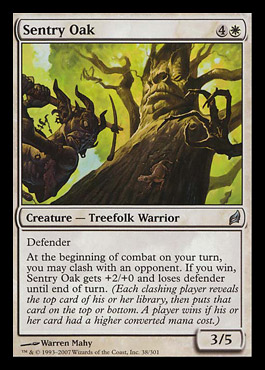 Sentry Oak 4
Creature — Treefolk Warrior
Defender
At the beginning of combat on your turn,
you may clash with an opponent. If you win,
Sentry Oak gets +2/+0 and loses defender
until end of turn. (Each clashing player reveals
the top card of his or her library, then puts that
card on the top or bottom. A player wins if his
or her card had a higher converted mana cost.)
Warren Mahy
3/5
™ & © 1993–2007 Wizards of the Coast, Inc. 38/301